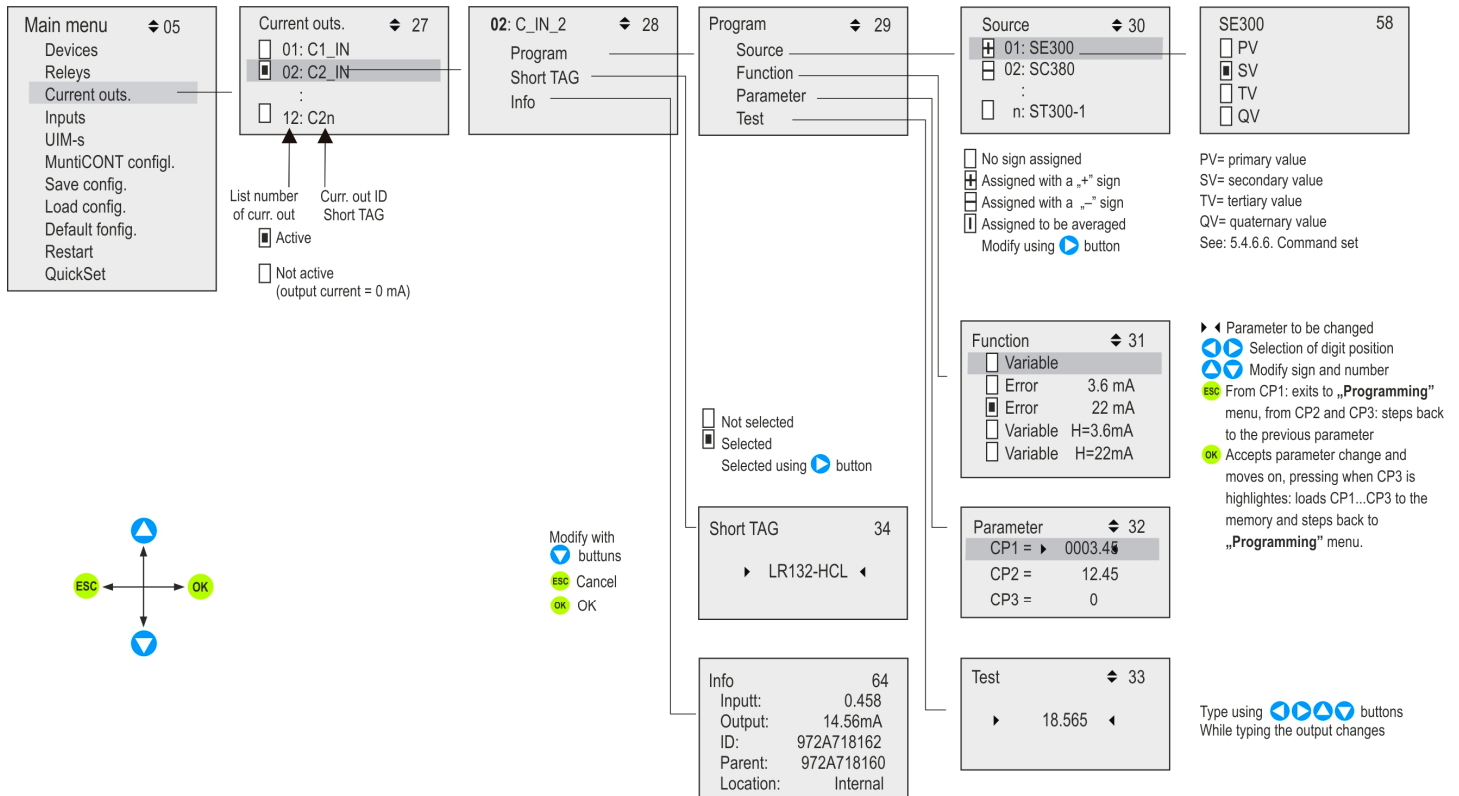 Main menu 05
Devices
Releys
Current outs.
Inputs
UIM-s
MuntiCONT configl.
Save config.
Load config.
Default fonfig.
Restart
QuickSet
Current outs. 27
01: C1_IN
02: C2_IN
:
12: C2n
List number
of curr. out
Curr. out ID
Short TAG
Active
Not active
(output current = 0 mA)
02: C_IN_2 28
Program
Short TAG
Info
Program 29
Source
Function
Parameter
Test
Source 30
01: SE300
02: SC380
:
n: ST300-1
No sign assigned
Assigned with a „+” sign
Assigned with a „–” sign
Assigned to be averaged
Modify using button
SE300 58
PV
SV
TV
QV
PV= primary value
SV= secondary value
TV= tertiary value
QV= quaternary value
See: 5.4.6.6. Command set
Function 31
Variable
Error 3.6 mA
Error 22 mA
Variable H=3.6mA
Variable H=22mA
Parameter to be changed
Selection of digit position
Modify sign and number
ESC From CP1: exits to „Programming”
menu, from CP2 and CP3: steps back
to the previous parameter
OK Accepts parameter change and
moves on, pressing when CP3 is
highlightes: loads CP1...CP3 to the
memory and steps back to
„Programming” menu.
Not selected
Selected
Selected using button
ESC OK
Modify with
buttuns
ESC Cancel
OK OK
Short TAG 34
LR132-HCL
Parameter 32
CP1 = 0003.45
CP2 = 12.45
CP3 = 0
Info 64
Inputt: 0.458
Output: 14.56mA
ID: 972A718162
Parent: 972A718160
Location: Internal
Test 33
18.565
Type using buttons
While typing the output changes